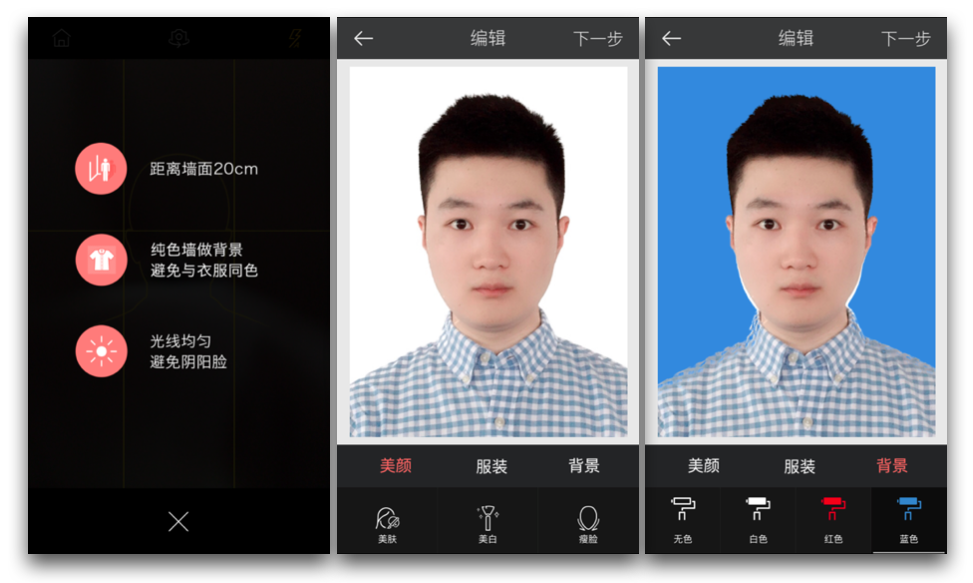 距离墙面20cm
纯色墙做背景
避免与衣服同色
光线均匀
避免阴阳脸
编辑
下一步
美颜
服装
背景
美肤
美白
瘦脸
编辑
下一步
美颜
服装
背景
无色
白色
红色
蓝色